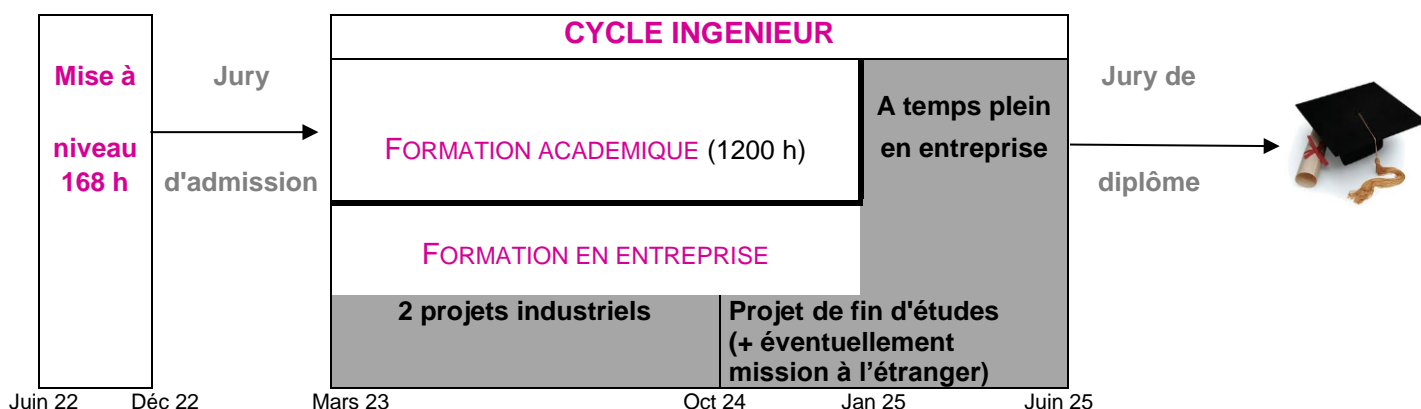 CYCLE INGENIEUR
Mise à
niveau
168 h
Jury
d'admission
FORMATION ACADEMIQUE (1200 h)
A temps plein
en entreprise
FORMATION EN ENTREPRISE
2 projets industriels
Projet de fin d'études
(+ éventuellement
mission à l’étranger)
Jury de
diplôme
Juin 22 Déc 22 Mars 23 Oct 24 Jan 25 Juin 25